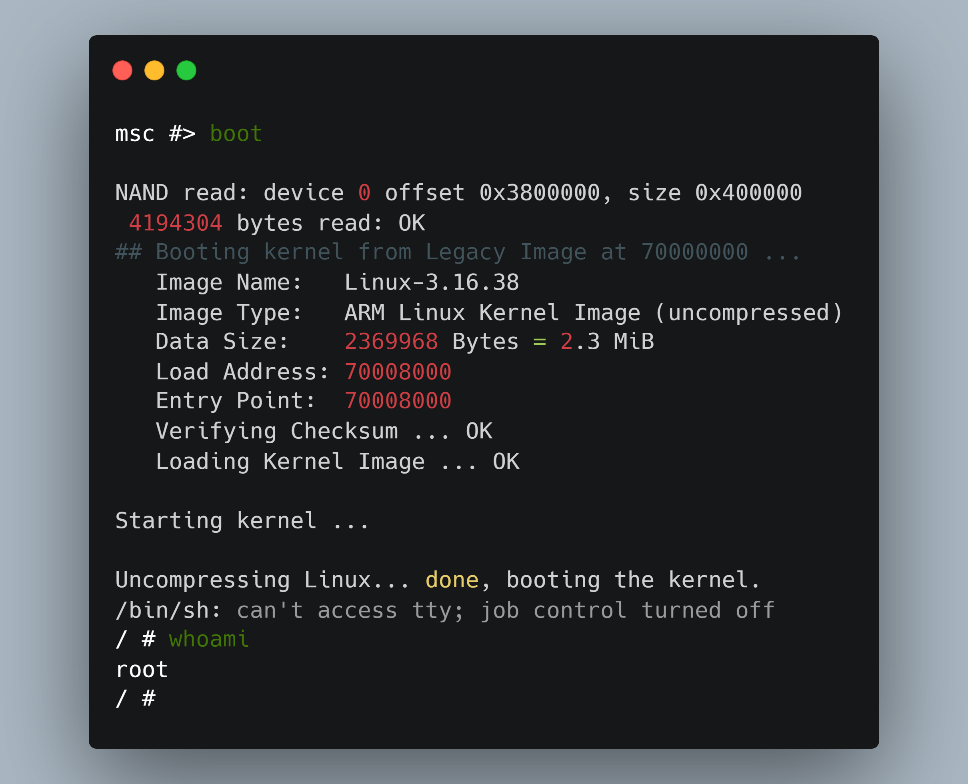 msc #> boot
NAND read: device 0 offset 0x3800000, size 0x400000
4194304 bytes read: OK
## Booting kernel from Legacy Image at 70000000 ...
Image Name:   Linux-3.16.38
Image Type:   ARM Linux Kernel Image (uncompressed)
Data Size:    2369968 Bytes = 2.3 MiB
Load Address: 70008000
Entry Point:  70008000
Verifying Checksum ... OK
Loading Kernel Image ... OK
Starting kernel ...
Uncompressing Linux... done, booting the kernel.
/bin/sh: can't access tty; job control turned off
/ # whoami
root
/ #